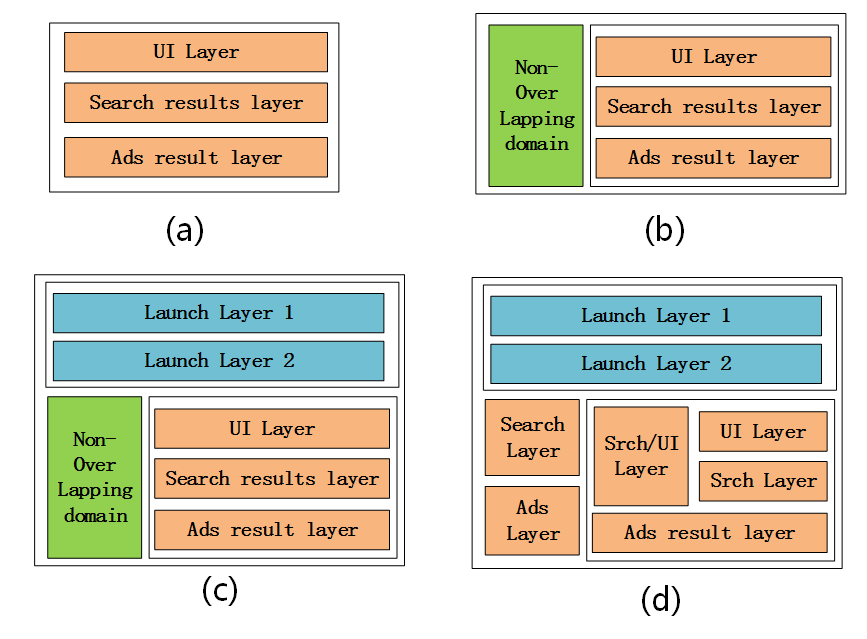 UI Layer
Search results layer
Ads result layer
(a)
Non-
Over
Lapping
domain
UI Layer
Search results layer
Ads result layer
(b)
Launch Layer 1
Launch Layer 2
Non-
Over
Lapping
domain
UI Layer
Search results layer
Ads result layer
(c)
Launch Layer 1
Launch Layer 2
Search
Layer
Ads
Layer
Srch/UI
Layer
UI Layer
Srch Layer
Ads result layer
(d)